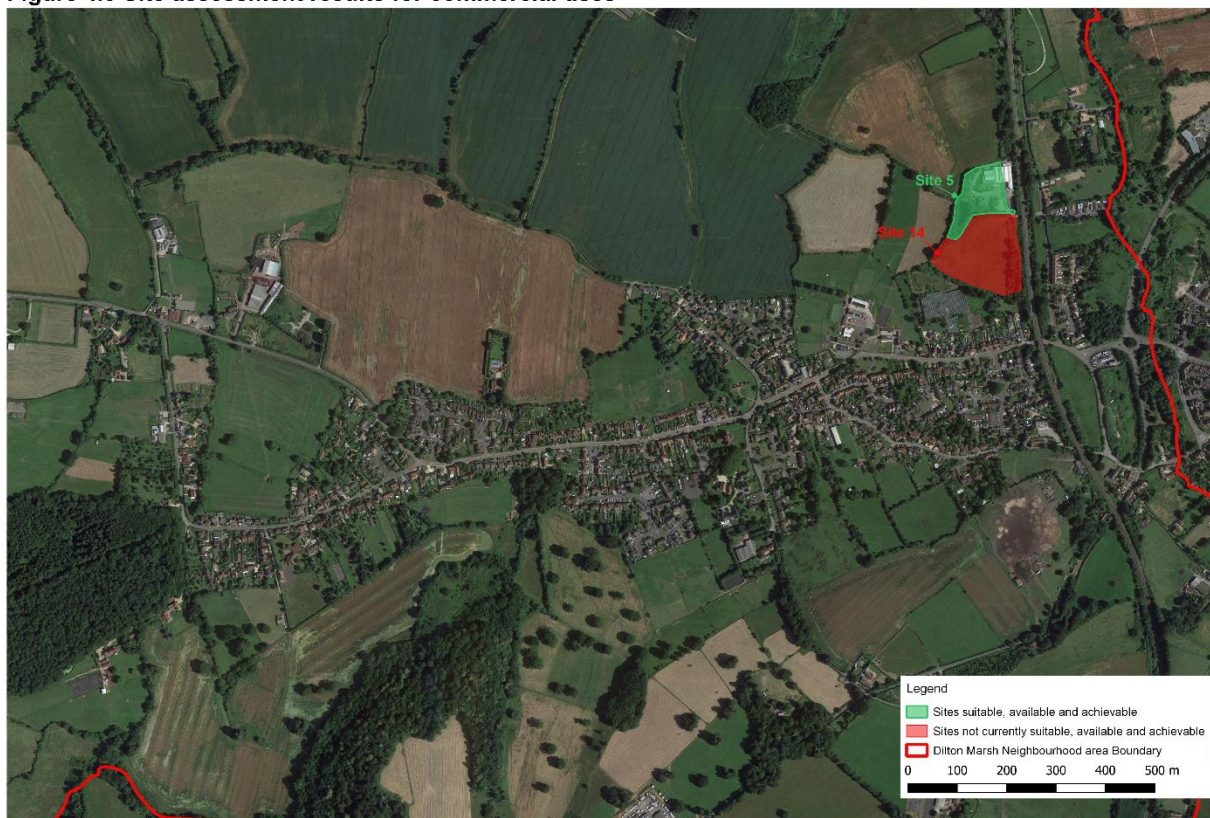 Site 5
Site 14
Legend
Sites suitable, available and achievable
Sites not currently suitable, available and achievable
Dilton Marsh Neighbourhood area Boundary
0 100 200 300 400 500 m